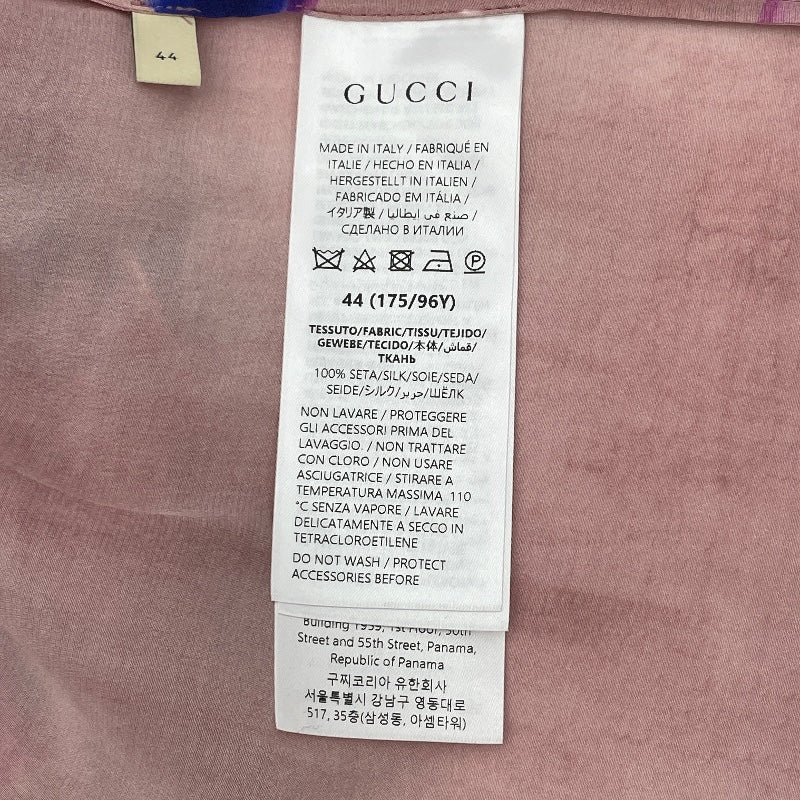 44
GUCCI
MADE IN ITALY / FABRIQUÉ EN
ITALIE / HECHO EN ITALIA /
HERGESTELLT IN ITALIEN /
FABRICADO EM ITÁLIA /
イタリア製 / صنع في ايطاليا /
СДЕЛАНО В ИТАЛИИ
P
44 (175/96Y)
TESSUTO/FABRIC/TISSU/TEJIDO/
GEWEBE/TECIDO/本体/قماش/
ТКАНЬ
100% SETA/SILK/SOIE/SEDA/
SEIDE/シルク/حرير/ШЁЛК
NON LAVARE / PROTEGGERE
GLI ACCESSORI PRIMA DEL
LAVAGGIO. / NON TRATTARE
CON CLORO / NON USARE
ASCIUGATRICE / STIRARE A
TEMPERATURA MASSIMA 110
°C SENZA VAPORE / LAVARE
DELICATAMENTE A SECCO IN
TETRACLOROETILENE
DO NOT WASH / PROTECT
ACCESSORIES BEFORE
Building 1939, 1st Floor, 50th
Street and 55th Street, Panama,
Republic of Panama
구찌코리아 유한회사
서울특별시 강남구 영동대로
517, 35층(삼성동, 아셈타워)